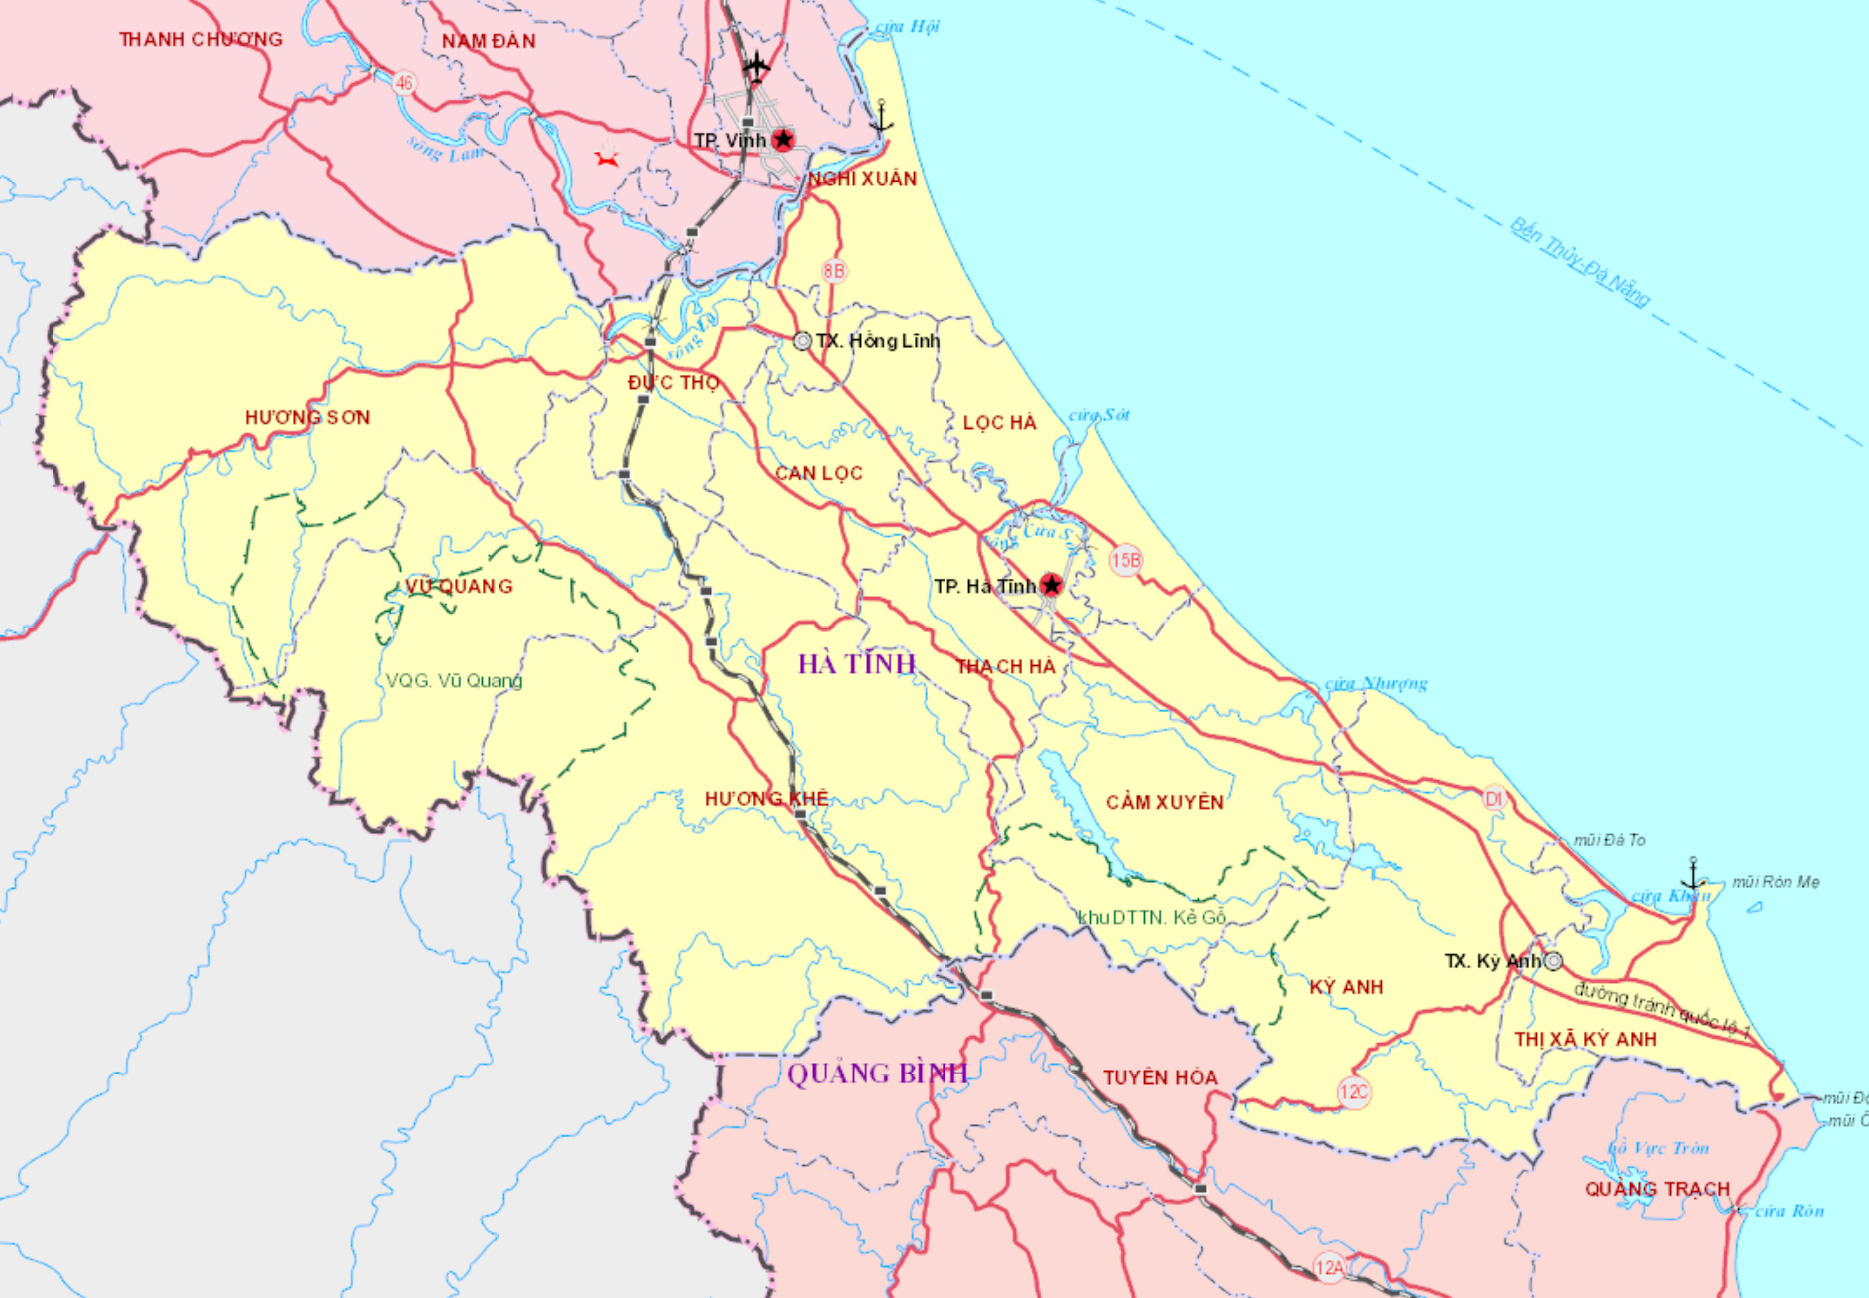 cửa Hội
THANH CHƯƠNG
NAM ĐÀN
46
TP. Vinh
sông Lam
NGHI XUÂN
Bến Thủy-Đà Nẵng
8B
sông La
TX. Hồng Lĩnh
ĐỨC THỌ
HƯƠNG SƠN
LỘC HÀ
cửa Sót
CAN LỘC
sông Cửa S
15B
VŨ QUANG
TP. Hà Tĩnh
HÀ TĨNH
THẠCH HÀ
VQG. Vũ Quang
cửa Nhượng
HƯƠNG KHÊ
CẨM XUYÊN
D1
mũi Đá To
mũi Ròn Mẹ
cửa Khẩu
khu DTTN. Kẻ Gỗ
TX. Kỳ Anh
KỲ ANH
đường tránh quốc lộ 1
THỊ XÃ KỲ ANH
QUẢNG BÌNH
TUYÊN HÓA
12C
mũi Độ
mũi Ô
hồ Vực Tròn
QUẢNG TRẠCH
cửa Ròn
12A